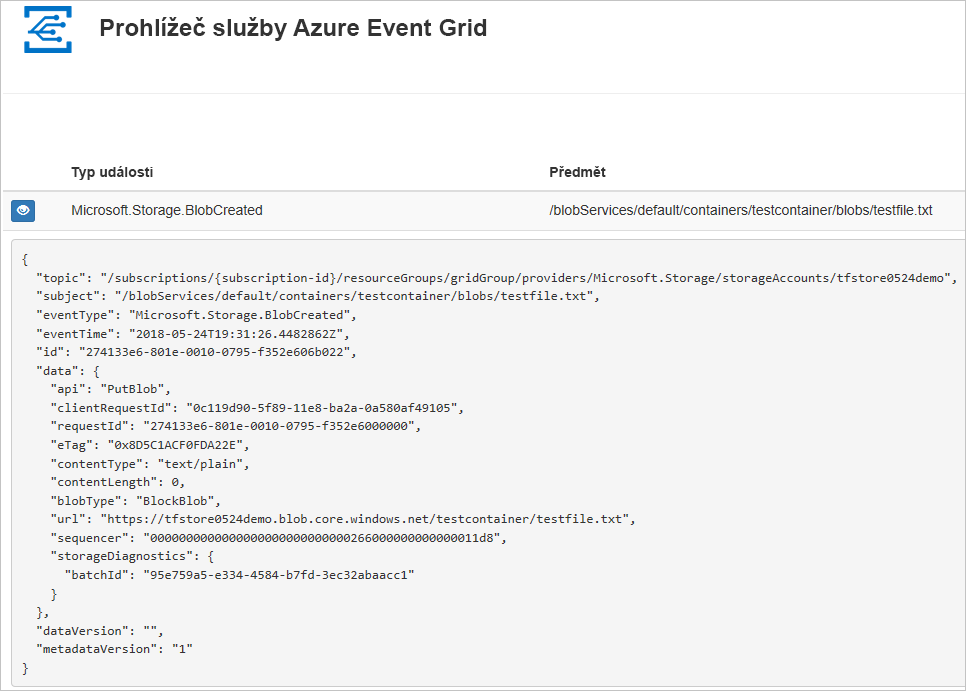 Prohlížeč služby Azure Event Grid
Typ události Předmět
Microsoft.Storage.BlobCreated /blobServices/default/containers/testcontainer/blobs/testfile.txt
{
  "topic": "/subscriptions/{subscription-id}/resourceGroups/gridGroup/providers/Microsoft.Storage/storageAccounts/tfstore0524demo",
  "subject": "/blobServices/default/containers/testcontainer/blobs/testfile.txt",
  "eventType": "Microsoft.Storage.BlobCreated",
  "eventTime": "2018-05-24T19:31:26.4482862Z",
  "id": "274133e6-801e-0010-0795-f352e606b022",
  "data": {
    "api": "PutBlob",
    "clientRequestId": "0c119d90-5f89-11e8-ba2a-0a580af49105",
    "requestId": "274133e6-801e-0010-0795-f352e6000000",
    "eTag": "0x8D5C1ACF0FDA22E",
    "contentType": "text/plain",
    "contentLength": 0,
    "blobType": "BlockBlob",
    "url": "https://tfstore0524demo.blob.core.windows.net/testcontainer/testfile.txt",
    "sequencer": "00000000000000000000000000000266000000000000011d8",
    "storageDiagnostics": {
      "batchId": "95e759a5-e334-4584-b7fd-3ec32abaacc1"
    }
  },
  "dataVersion": "",
  "metadataVersion": "1"
}